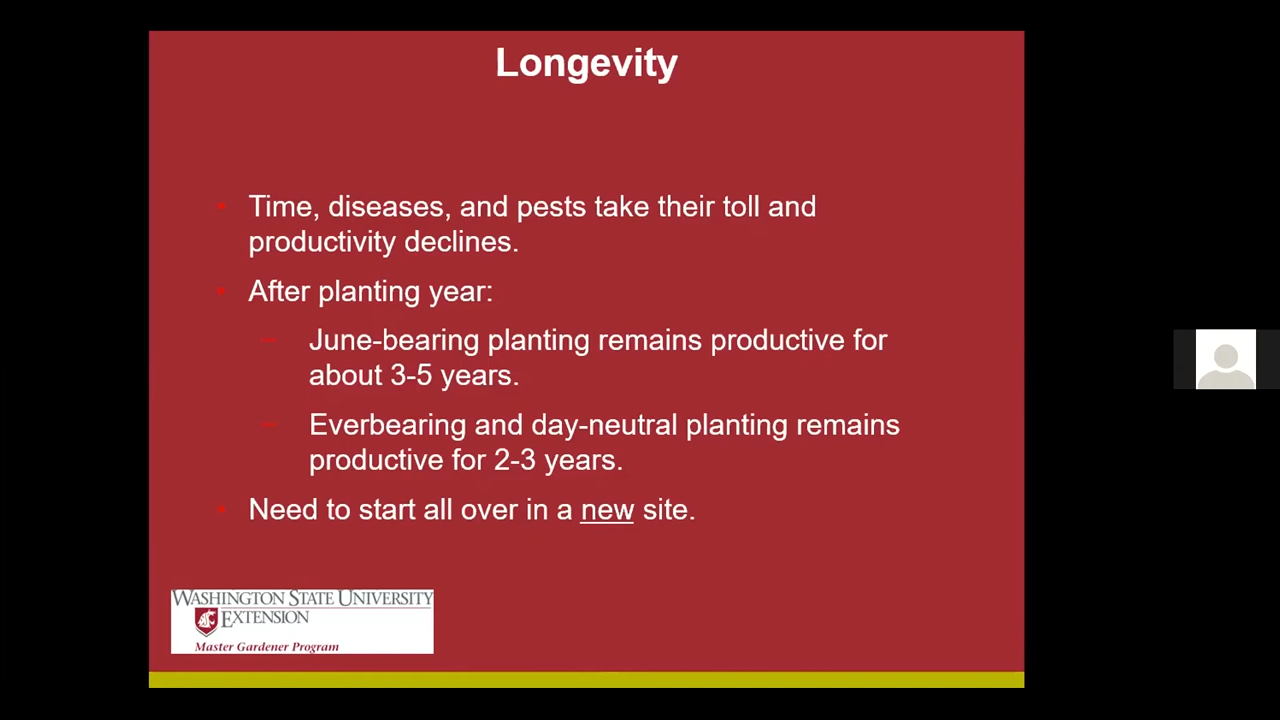 Longevity
• Time, diseases, and pests take their toll and
productivity declines.
• After planting year:
– June-bearing planting remains productive for
about 3-5 years.
– Everbearing and day-neutral planting remains
productive for 2-3 years.
• Need to start all over in a new site.
WASHINGTON STATE UNIVERSITY
EXTENSION
Master Gardener Program